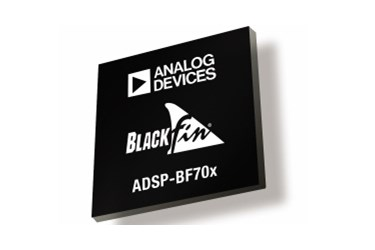 ANALOG
DEVICES
BLACKfin®
ADSP-BF70x